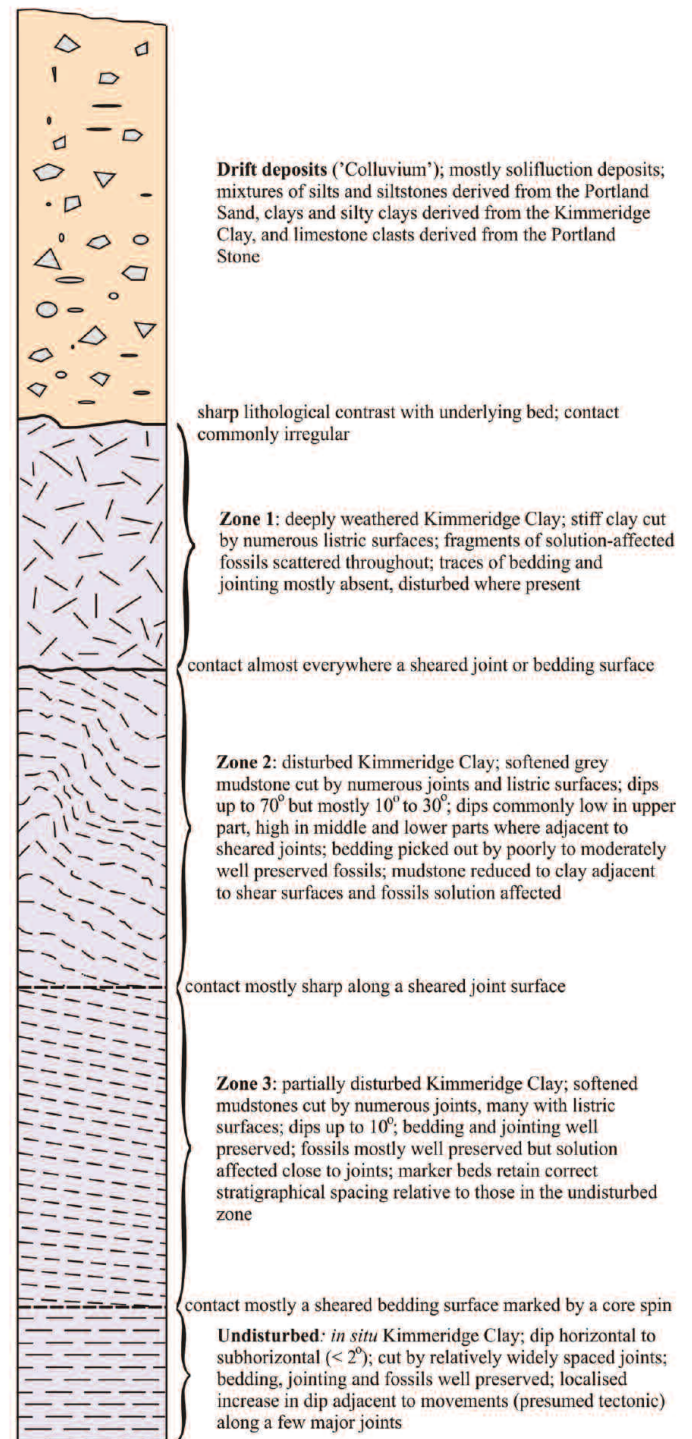 Drift deposits ('Colluvium'); mostly solifluction deposits;
mixtures of silts and siltstones derived from the Portland
Sand, clays and silty clays derived from the Kimmeridge
Clay, and limestone clasts derived from the Portland
Stone
sharp lithological contrast with underlying bed; contact
commonly irregular
Zone 1: deeply weathered Kimmeridge Clay; stiff clay cut
by numerous listric surfaces; fragments of solution-affected
fossils scattered throughout; traces of bedding and
jointing mostly absent, disturbed where present
contact almost everywhere a sheared joint or bedding surface
Zone 2: disturbed Kimmeridge Clay; softened grey
mudstone cut by numerous joints and listric surfaces; dips
up to 70° but mostly 10° to 30°; dips commonly low in upper
part, high in middle and lower parts where adjacent to
sheared joints; bedding picked out by poorly to moderately
well preserved fossils; mudstone reduced to clay adjacent
to shear surfaces and fossils solution affected
contact mostly sharp along a sheared joint surface
Zone 3: partially disturbed Kimmeridge Clay; softened
mudstones cut by numerous joints, many with listric
surfaces; dips up to 10°; bedding and jointing well
preserved; fossils mostly well preserved but solution
affected close to joints; marker beds retain correct
stratigraphical spacing relative to those in the undisturbed
zone
contact mostly a sheared bedding surface marked by a core spin
Undisturbed: in situ Kimmeridge Clay; dip horizontal to
subhorizontal (< 2°); cut by relatively widely spaced joints;
bedding, jointing and fossils well preserved; localised
increase in dip adjacent to movements (presumed tectonic)
along a few major joints